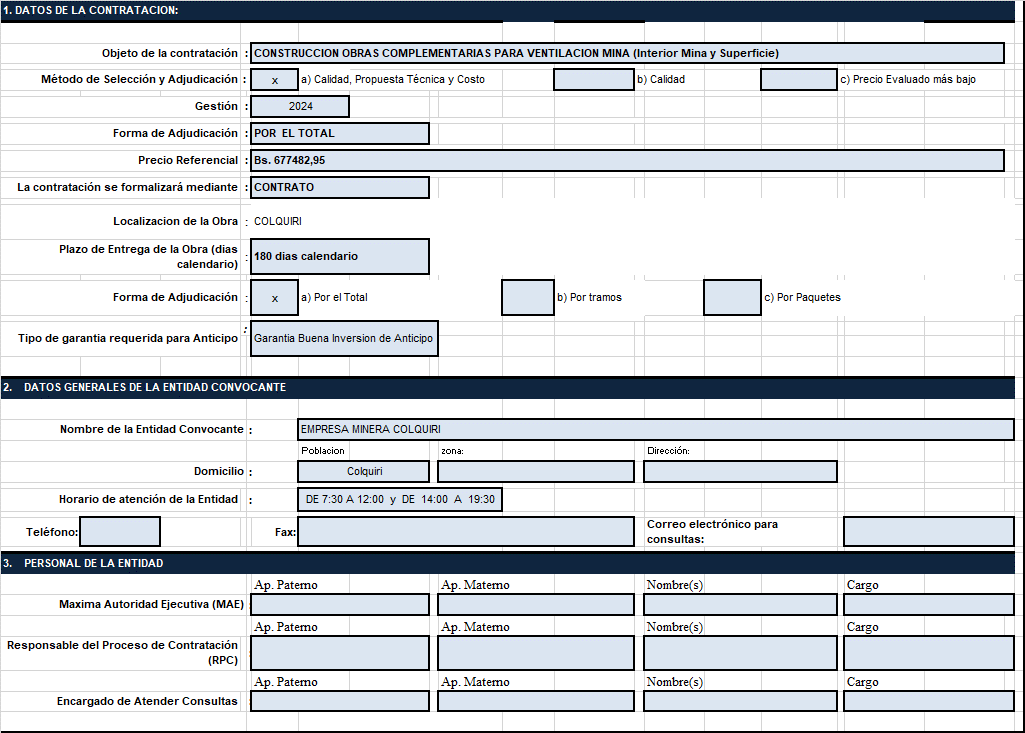 1. DATOS DE LA CONTRATACION:
Objeto de la contratación : CONSTRUCCION OBRAS COMPLEMENTARIAS PARA VENTILACION MINA (Interior Mina y Superficie)
Método de Selección y Adjudicación : x a) Calidad, Propuesta Técnica y Costo b) Calidad c) Precio Evaluado más bajo
Gestión : 2024
Forma de Adjudicación : POR EL TOTAL
Precio Referencial : Bs. 677482,95
La contratación se formalizará mediante : CONTRATO
Localizacion de la Obra : COLQUIRI
Plazo de Entrega de la Obra (dias
calendario) : 180 dias calendario
Forma de Adjudicación : x a) Por el Total b) Por tramos c) Por Paquetes
Tipo de garantia requerida para Anticipo : Garantia Buena Inversion de Anticipo
2. DATOS GENERALES DE LA ENTIDAD CONVOCANTE
Nombre de la Entidad Convocante : EMPRESA MINERA COLQUIRI
Poblacion zona: Dirección:
Domicilio : Colquiri
Horario de atención de la Entidad : DE 7:30 A 12:00 y DE 14:00 A 19:30
Teléfono: Fax: Correo electrónico para
consultas:
3. PERSONAL DE LA ENTIDAD
Ap. Paterno Ap. Materno Nombre(s) Cargo
Maxima Autoridad Ejecutiva (MAE) :
Ap. Paterno Ap. Materno Nombre(s) Cargo
Responsable del Proceso de Contratación
(RPC) :
Ap. Paterno Ap. Materno Nombre(s) Cargo
Encargado de Atender Consultas :